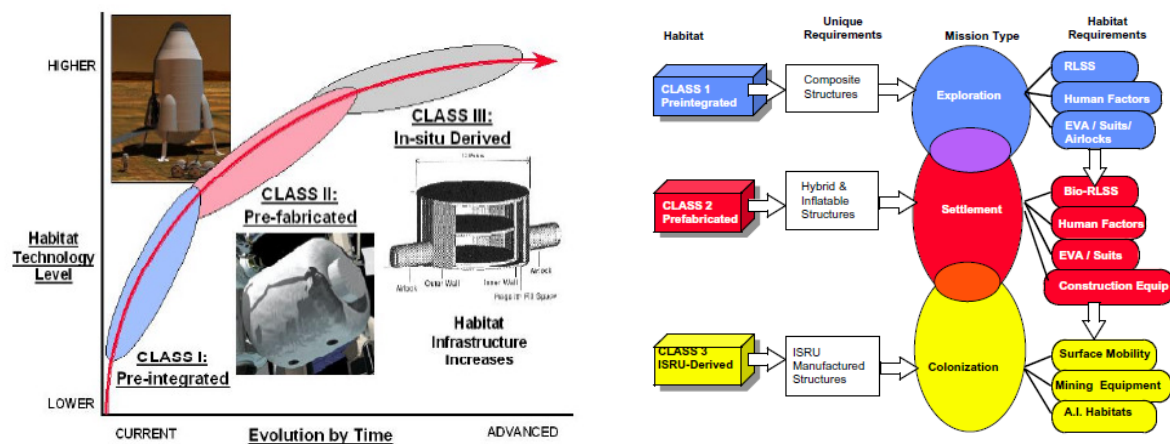 HIGHER
Habitat
Technology
Level
LOWER
CLASS I:
Pre-integrated
CLASS II:
Pre-fabricated
CLASS III:
In-situ Derived
Airlock
Outer Wall
Inner Wall
Fill Space
Airlock
Habitat
Infrastructure
Increases
CURRENT
Evolution by Time
ADVANCED
Habitat
Unique
Requirements
Mission Type
Habitat
Requirements
CLASS 1
Preintegrated
Composite
Structures
Exploration
RLSS
Human Factors
EVA / Suits/
Airlocks
CLASS 2
Prefabricated
Hybrid &
Inflatable
Structures
Settlement
Bio-RLSS
Human Factors
EVA / Suits
Construction Equip
CLASS 3
ISRU-Derived
ISRU
Manufactured
Structures
Colonization
Surface Mobility
Mining Equipment
A.I. Habitats